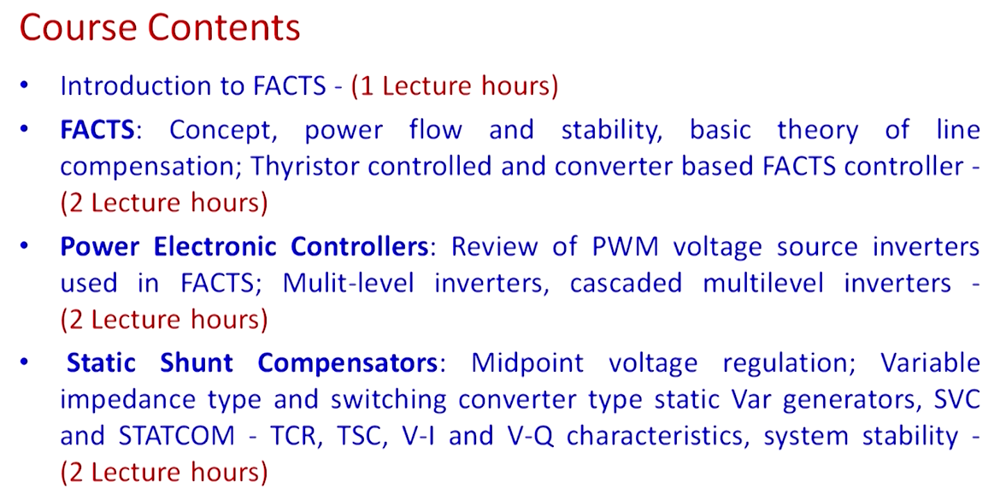 Course Contents
• Introduction to FACTS - (1 Lecture hours)
• FACTS: Concept, power flow and stability, basic theory of line
compensation; Thyristor controlled and converter based FACTS controller -
(2 Lecture hours)
• Power Electronic Controllers: Review of PWM voltage source inverters
used in FACTS; Mulit-level inverters, cascaded multilevel inverters -
(2 Lecture hours)
• Static Shunt Compensators: Midpoint voltage regulation; Variable
impedance type and switching converter type static Var generators, SVC
and STATCOM - TCR, TSC, V-I and V-Q characteristics, system stability -
(2 Lecture hours)